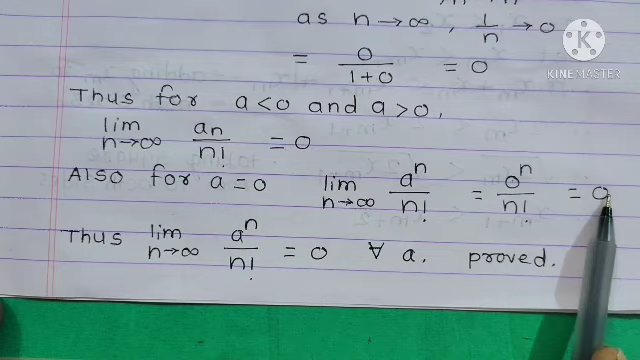 as n→∞, 1/n → 0
= 0/(1+0) = 0
Thus for a<0 and a>0,
lim n→∞ an/n! = 0
Also for a=0 lim n→∞ a^n/n! = 0^n/n! = 0
Thus lim n→∞ a^n/n! = 0 ∀ a. proved.
KINEMASTER